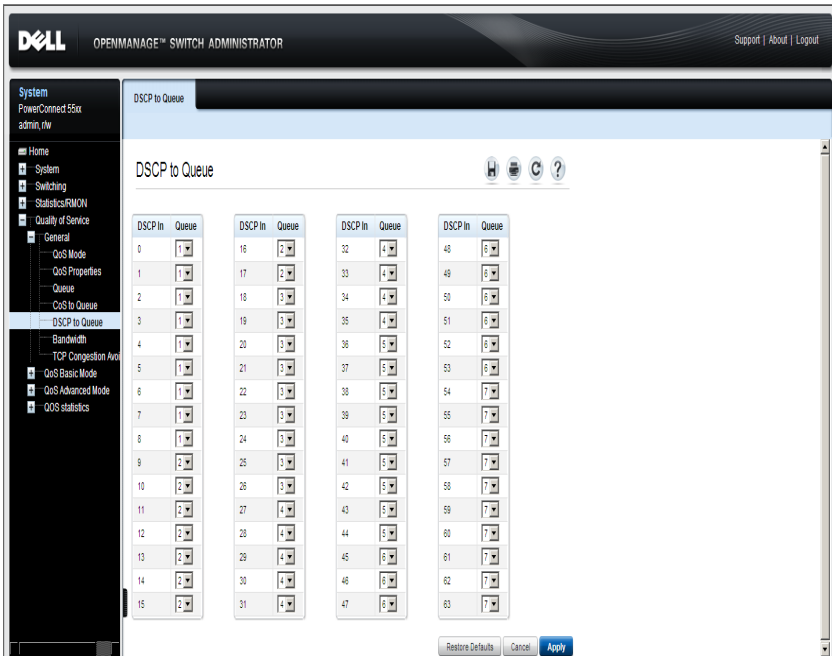 DELL OPENMANAGE™ SWITCH ADMINISTRATOR
Support | About | Logout
System
PowerConnect 55xx
admin, r/w
Home
System
Switching
Statistics/RMON
Quality of Service
General
QoS Mode
QoS Properties
Queue
CoS to Queue
DSCP to Queue
Bandwidth
TCP Congestion Avoi
QoS Basic Mode
QoS Advanced Mode
QOS statistics
DSCP to Queue
DSCP to Queue
DSCP In Queue DSCP In Queue DSCP In Queue DSCP In Queue
0 1 16 2 32 4 48 6
1 1 17 2 33 4 49 6
2 1 18 3 34 4 50 6
3 1 19 3 35 4 51 6
4 1 20 3 36 5 52 6
5 1 21 3 37 5 53 6
6 1 22 3 38 5 54 7
7 1 23 3 39 5 55 7
8 1 24 3 40 5 56 7
9 2 25 3 41 5 57 7
10 2 26 3 42 5 58 7
11 2 27 4 43 5 59 7
12 2 28 4 44 5 60 7
13 2 29 4 45 6 61 7
14 2 30 4 46 6 62 7
15 2 31 4 47 6 63 7
Restore Defaults Cancel Apply